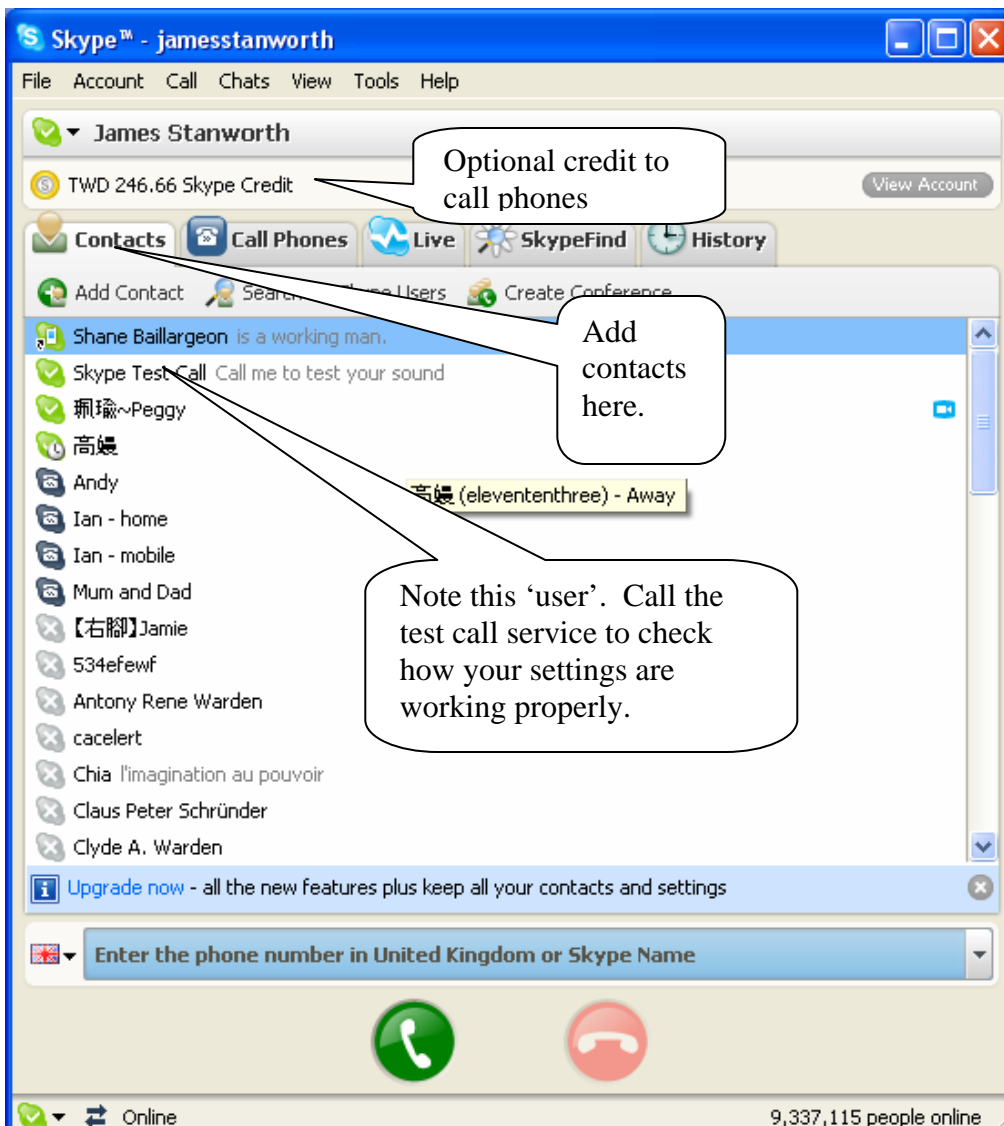 Skype™ - jamesstanworth
File Account Call Chats View Tools Help
James Stanworth
Optional credit to
call phones
TWD 246.66 Skype Credit
View Account
Contacts Call Phones Live SkypeFind History
Add Contact Search Users Create Conference
Add
contacts
here.
Shane Baillargeon is a working man.
Skype Test Call Call me to test your sound
珮瑜~Peggy
高嫚
Andy
高嫚 (elevententhree) - Away
Ian - home
Ian - mobile
Mum and Dad
Note this ‘user’. Call the
test call service to check
how your settings are
working properly.
【右腳】Jamie
534efewf
Antony Rene Warden
cacelert
Chia l'imagination au pouvoir
Claus Peter Schründer
Clyde A. Warden
Upgrade now - all the new features plus keep all your contacts and settings
Enter the phone number in United Kingdom or Skype Name
Online
9,337,115 people online